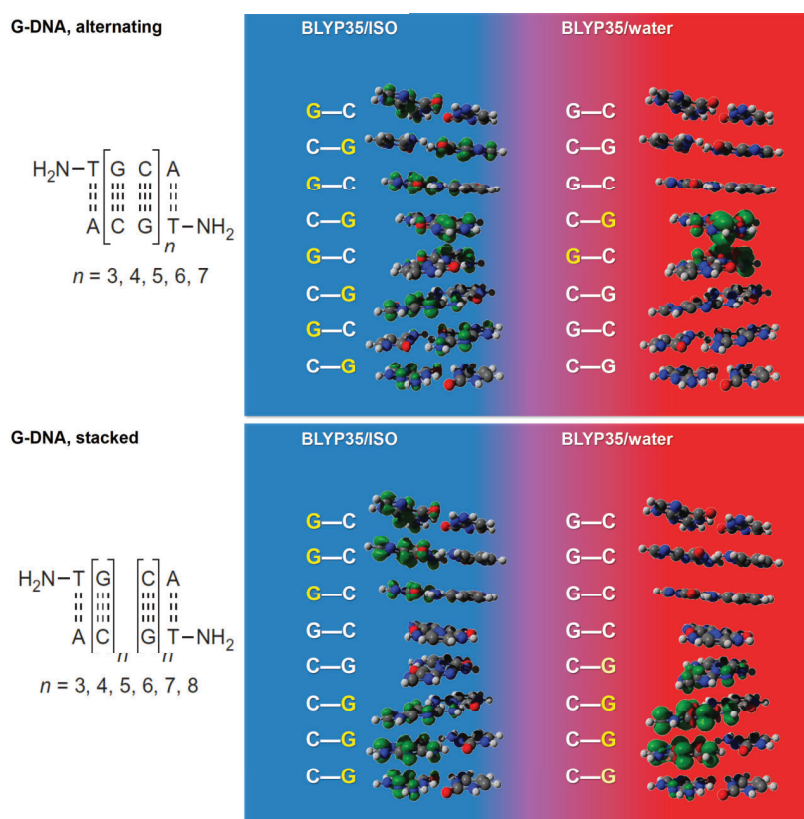 G-DNA, alternating
BLYP35/ISO
BLYP35/water
G–C
G–C
C–G
C–G
H₂N–T G C A
G–C
G–C
C–G
C–G
A C G T–NH₂
n
G–C
G–C
n = 3, 4, 5, 6, 7
C–G
C–G
G–C
G–C
C–G
C–G
G-DNA, stacked
BLYP35/ISO
BLYP35/water
G–C
G–C
G–C
G–C
H₂N–T G C A
G–C
G–C
A C G T–NH₂
n n
G–C
G–C
n = 3, 4, 5, 6, 7, 8
C–G
C–G
C–G
C–G
C–G
C–G
C–G
C–G